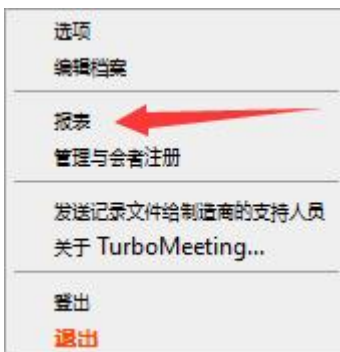 选项
编辑档案
报表
管理与会者注册
发送记录文件给制造商的支持人员
关于 TurboMeeting...
登出
退出